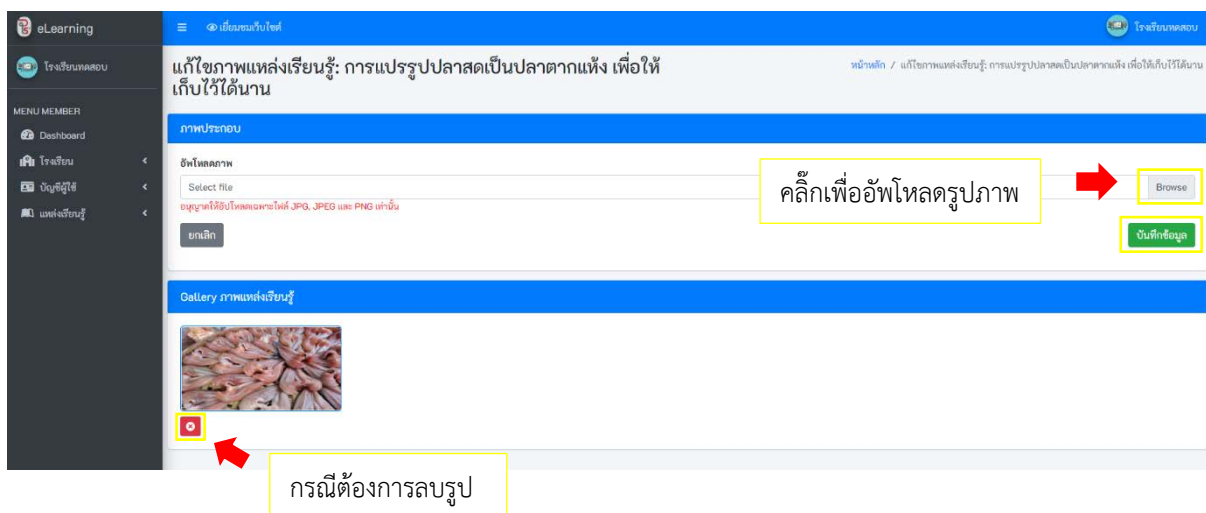 eLearning
เยี่ยมชมเว็บไซต์
โรงเรียนทดสอบ
โรงเรียนทดสอบ
แก้ไขภาพแหล่งเรียนรู้: การแปรรูปปลาสดเป็นปลาตากแห้ง เพื่อให้
เก็บไว้ได้นาน
หน้าหลัก / แก้ไขภาพแหล่งเรียนรู้: การแปรรูปปลาสดเป็นปลาตากแห้ง เพื่อให้เก็บไว้ได้นาน
MENU MEMBER
Dashboard
โรงเรียน
บัญชีผู้ใช้
แหล่งเรียนรู้
ภาพประกอบ
อัพโหลดภาพ
Select file
Browse
คลิ๊กเพื่ออัพโหลดรูปภาพ
อนุญาตให้อัปโหลดเฉพาะไฟล์ JPG, JPEG และ PNG เท่านั้น
ยกเลิก
บันทึกข้อมูล
Gallery ภาพแหล่งเรียนรู้
กรณีต้องการลบรูป